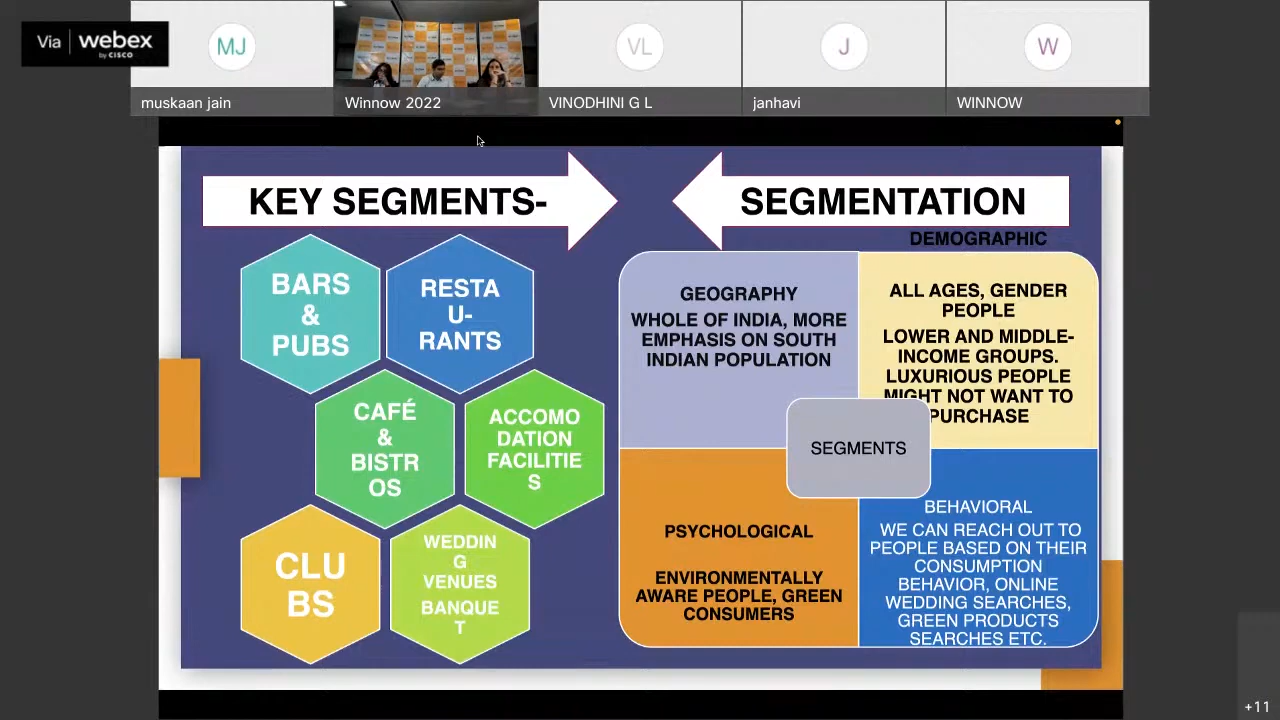 Via webex
by CISCO
MJ
VL
J
W
muskaan jain
Winnow 2022
VINODHINI G L
janhavi
WINNOW
KEY SEGMENTS-
SEGMENTATION
BARS
&
PUBS
RESTA
U-
RANTS
CAFÉ
&
BISTR
OS
ACCOMO
DATION
FACILITIE
S
CLU
BS
WEDDIN
G
VENUES
BANQUE
T
GEOGRAPHY
WHOLE OF INDIA, MORE
EMPHASIS ON SOUTH
INDIAN POPULATION
DEMOGRAPHIC
ALL AGES, GENDER
PEOPLE
LOWER AND MIDDLE-
INCOME GROUPS.
LUXURIOUS PEOPLE
MIGHT NOT WANT TO
PURCHASE
SEGMENTS
PSYCHOLOGICAL
ENVIRONMENTALLY
AWARE PEOPLE, GREEN
CONSUMERS
BEHAVIORAL
WE CAN REACH OUT TO
PEOPLE BASED ON THEIR
CONSUMPTION
BEHAVIOR, ONLINE
WEDDING SEARCHES,
GREEN PRODUCTS
SEARCHES ETC.
+11